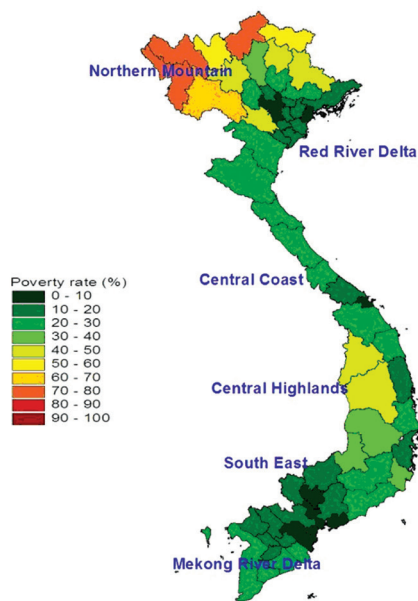 Northern Mountain
Red River Delta
Central Coast
Poverty rate (%)
0 - 10
10 - 20
20 - 30
30 - 40
40 - 50
50 - 60
60 - 70
70 - 80
80 - 90
90 - 100
Central Highlands
South East
Mekong River Delta